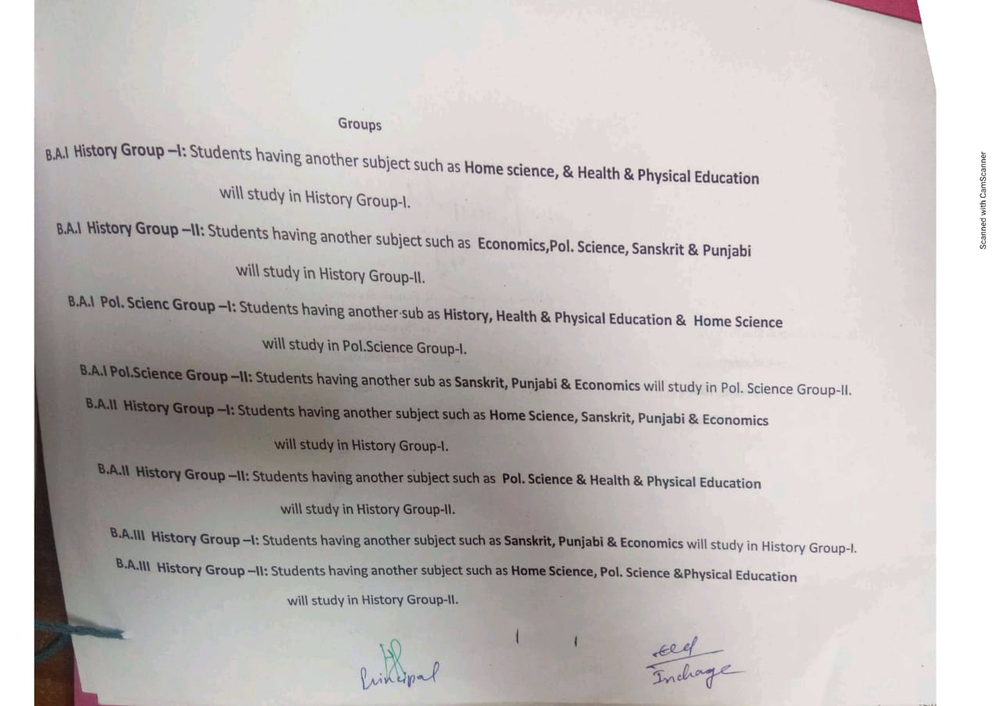 Groups
B.A.I History Group –I: Students having another subject such as Home science, & Health & Physical Education
will study in History Group-I.
B.A.I History Group –II: Students having another subject such as Economics,Pol. Science, Sanskrit & Punjabi
will study in History Group-II.
B.A.I Pol. Scienc Group –I: Students having another sub as History, Health & Physical Education & Home Science
will study in Pol.Science Group-I.
B.A.I Pol.Science Group –II: Students having another sub as Sanskrit, Punjabi & Economics will study in Pol. Science Group-II.
B.A.II History Group –I: Students having another subject such as Home Science, Sanskrit, Punjabi & Economics
will study in History Group-I.
B.A.II History Group –II: Students having another subject such as Pol. Science & Health & Physical Education
will study in History Group-II.
B.A.III History Group –I: Students having another subject such as Sanskrit, Punjabi & Economics will study in History Group-I.
B.A.III History Group –II: Students having another subject such as Home Science, Pol. Science &Physical Education
will study in History Group-II.
Principal
Inchage
Scanned with CamScanner